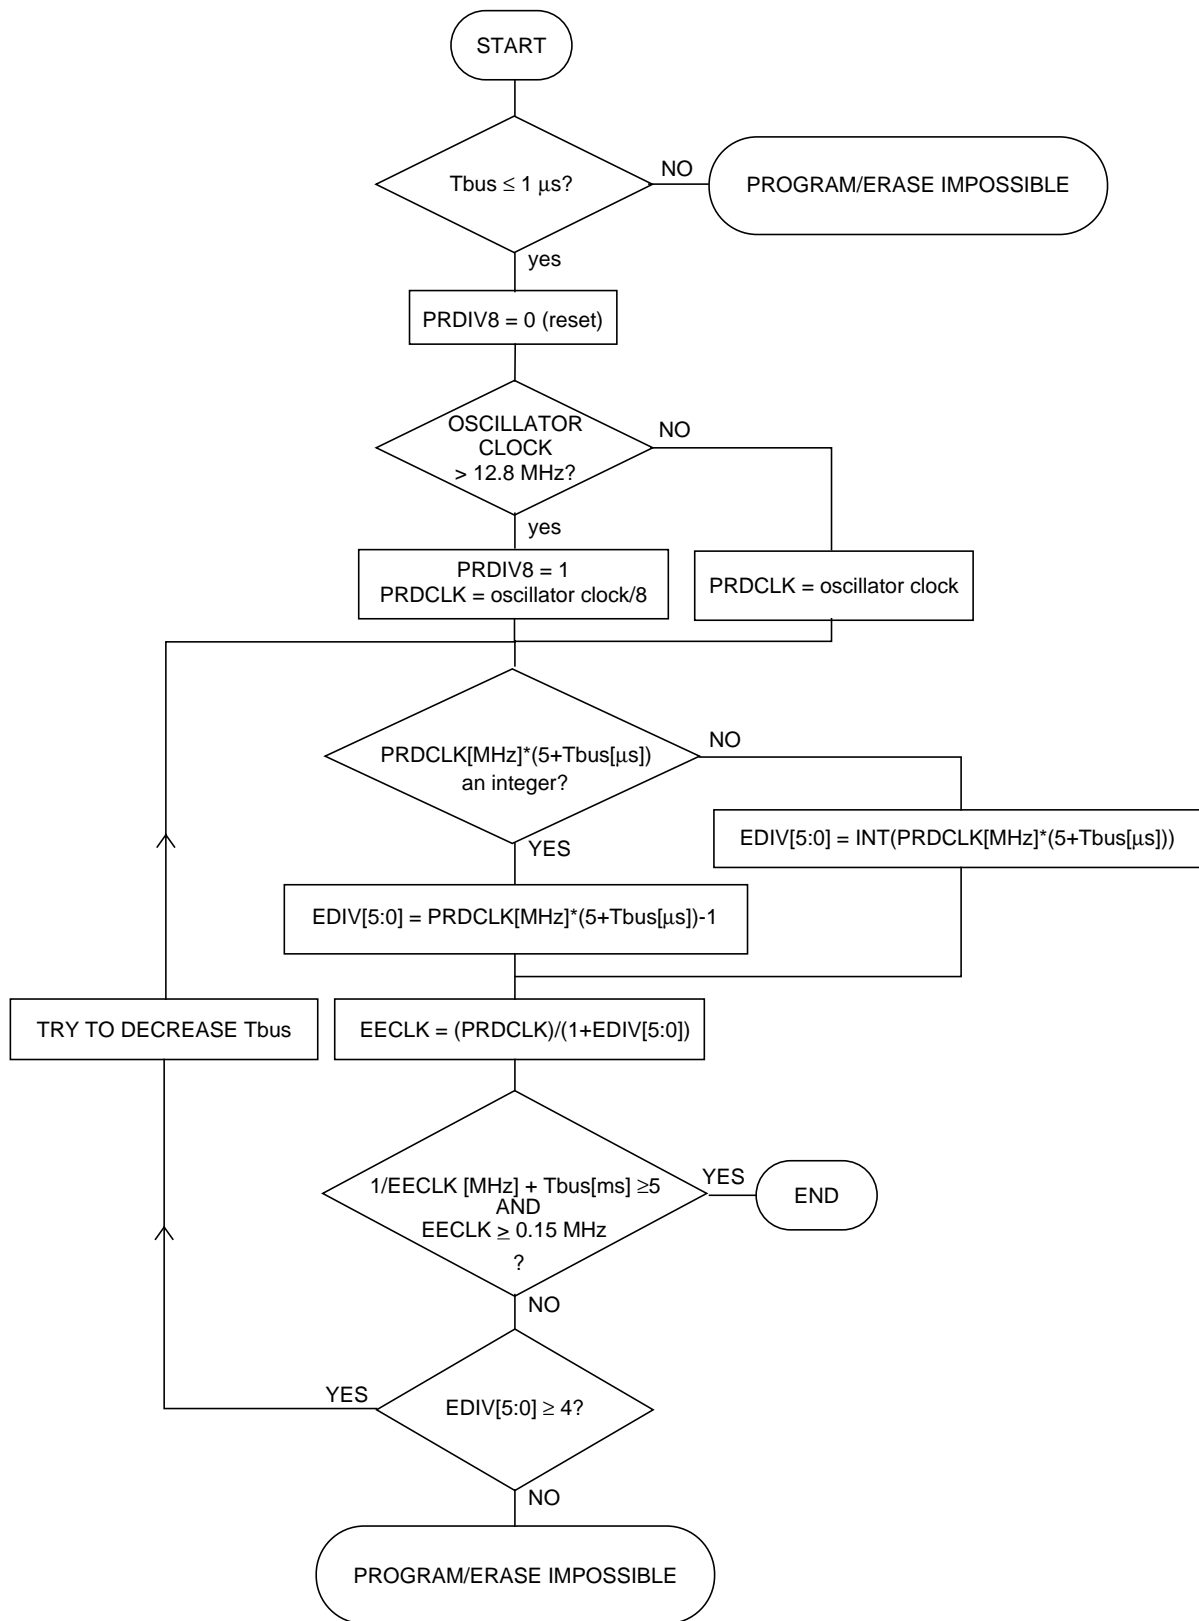 START
Tbus ≤ 1 μs?
NO
PROGRAM/ERASE IMPOSSIBLE
yes
PRDIV8 = 0 (reset)
OSCILLATOR
CLOCK
> 12.8 MHz?
NO
yes
PRDIV8 = 1
PRDCLK = oscillator clock/8
PRDCLK = oscillator clock
PRDCLK[MHz]*(5+Tbus[μs])
an integer?
NO
YES
EDIV[5:0] = INT(PRDCLK[MHz]*(5+Tbus[μs]))
EDIV[5:0] = PRDCLK[MHz]*(5+Tbus[μs])-1
TRY TO DECREASE Tbus
EECLK = (PRDCLK)/(1+EDIV[5:0])
1/EECLK [MHz] + Tbus[ms] ≥5
AND
EECLK ≥ 0.15 MHz
?
YES
END
NO
EDIV[5:0] ≥ 4?
YES
NO
PROGRAM/ERASE IMPOSSIBLE